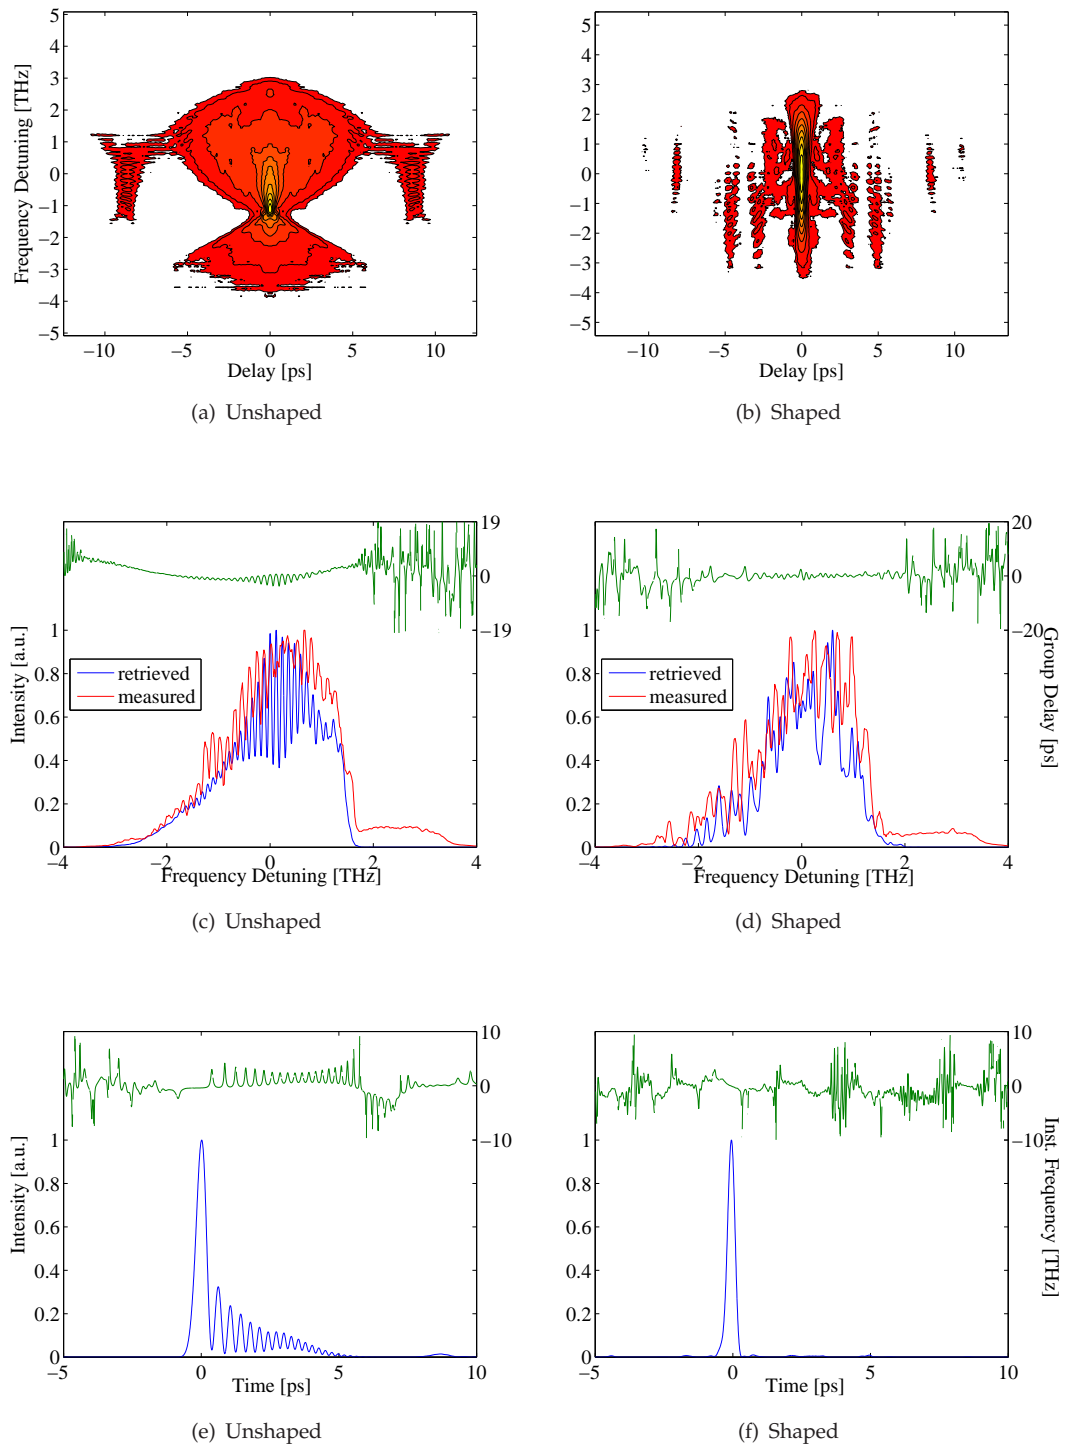 5
4
3
2
1
0
−1
−2
−3
−4
−5
Frequency Detuning [THz]
−10 −5 0 5 10
Delay [ps]
(a) Unshaped
5
4
3
2
1
0
−1
−2
−3
−4
−5
−10 −5 0 5 10
Delay [ps]
(b) Shaped
19
0
−19
1
0.8
0.6
0.4
0.2
0
Intensity [a.u.]
retrieved
measured
−4 −2 0 2 4
Frequency Detuning [THz]
(c) Unshaped
20
0
−20
Group Delay [ps]
1
0.8
0.6
0.4
0.2
0
retrieved
measured
−4 −2 0 2 4
Frequency Detuning [THz]
(d) Shaped
10
0
−10
1
0.8
0.6
0.4
0.2
0
Intensity [a.u.]
−5 0 5 10
Time [ps]
(e) Unshaped
10
0
−10
Inst. Frequency [THz]
1
0.8
0.6
0.4
0.2
0
−5 0 5 10
Time [ps]
(f) Shaped